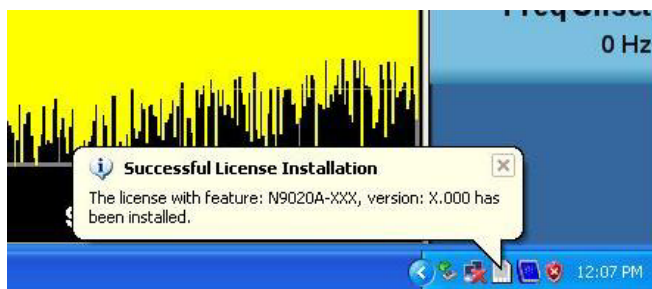 0 Hz
Successful License Installation
The license with feature: N9020A-XXX, version: X.000 has
been installed.
12:07 PM